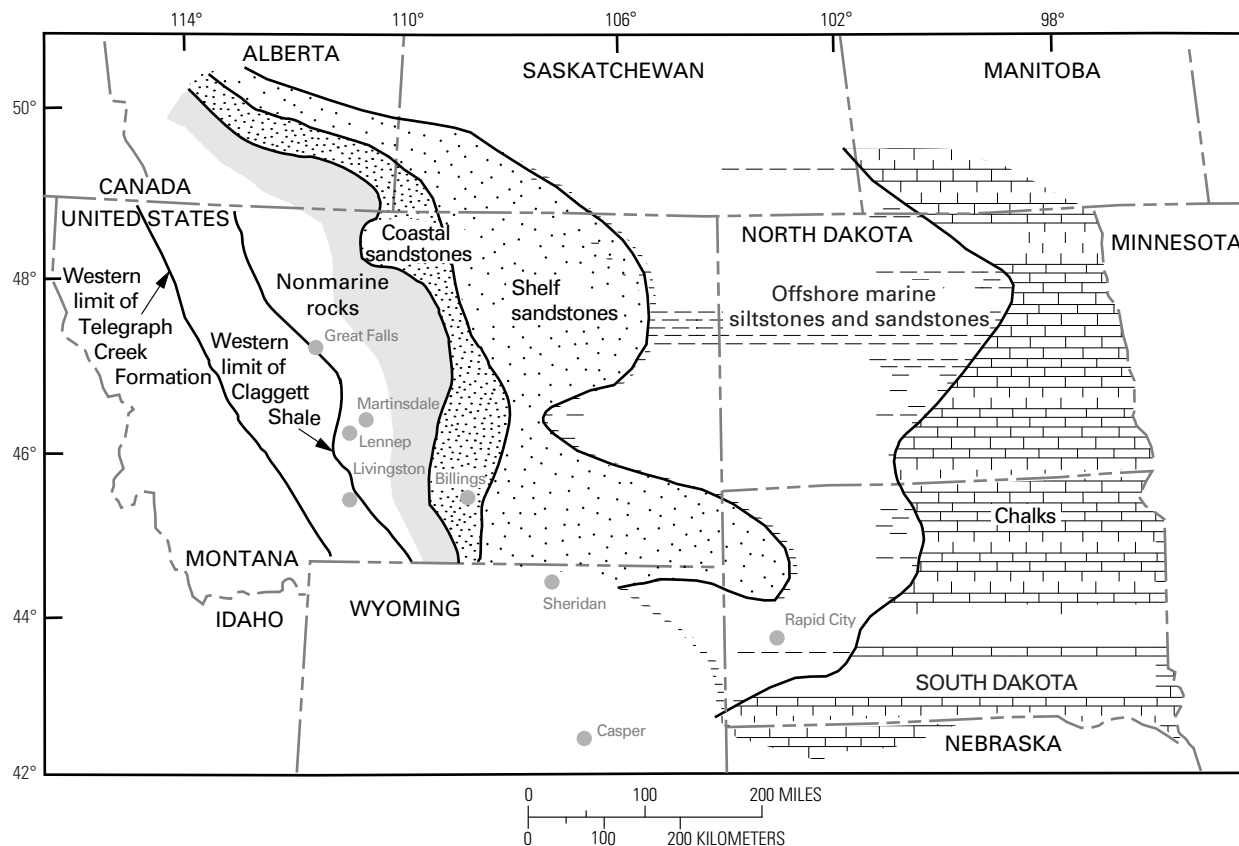 114°
110°
106°
102°
98°
ALBERTA
SASKATCHEWAN
MANITOBA
50°
CANADA
UNITED STATES
NORTH DAKOTA
MINNESOTA
Coastal
sandstones
48°
Western
limit of
Telegraph
Creek
Formation
Nonmarine
rocks
Shelf
sandstones
Offshore marine
siltstones and sandstones
Great Falls
Western
limit of
Claggett
Shale
Martinsdale
Lennep
46°
Livingston
Billings
Chalks
MONTANA
IDAHO
WYOMING
Sheridan
44°
Rapid City
SOUTH DAKOTA
Casper
NEBRASKA
42°
0 100 200 MILES
0 100 200 KILOMETERS